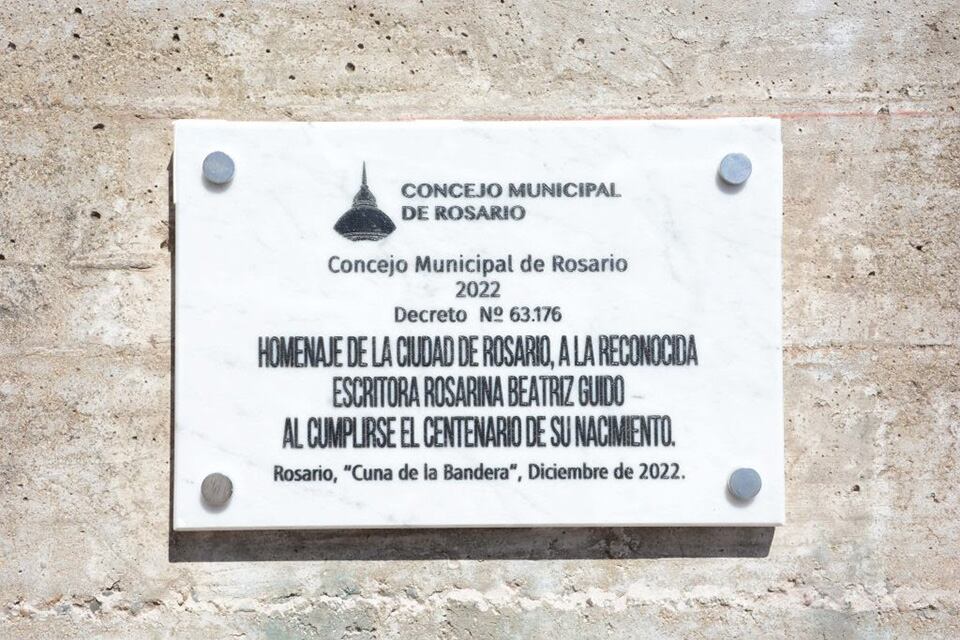 CONCEJO MUNICIPAL
DE ROSARIO
Concejo Municipal de Rosario
2022
Decreto Nº 63.176
HOMENAJE DE LA CIUDAD DE ROSARIO, A LA RECONOCIDA
ESCRITORA ROSARINA BEATRIZ GUIDO
AL CUMPLIRSE EL CENTENARIO DE SU NACIMIENTO.
Rosario, "Cuna de la Bandera", Diciembre de 2022.